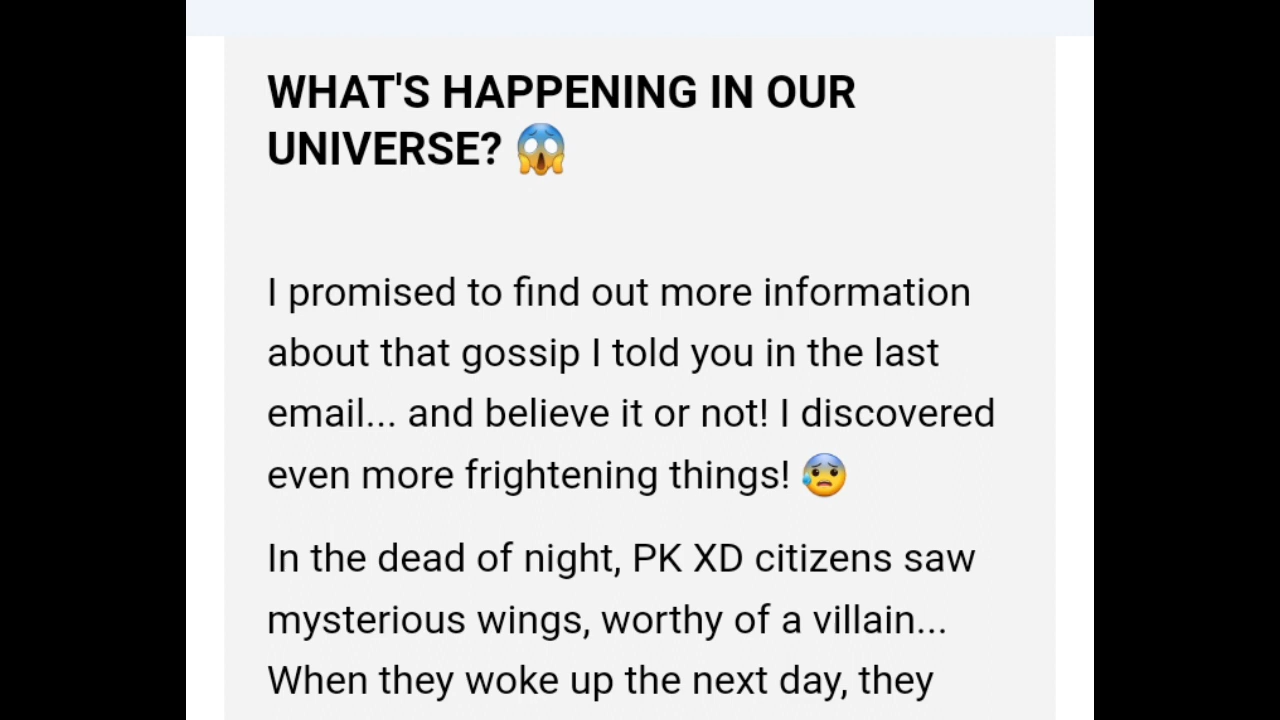 WHAT'S HAPPENING IN OUR
UNIVERSE? 😱
I promised to find out more information
about that gossip I told you in the last
email... and believe it or not! I discovered
even more frightening things! 😰
In the dead of night, PK XD citizens saw
mysterious wings, worthy of a villain...
When they woke up the next day, they